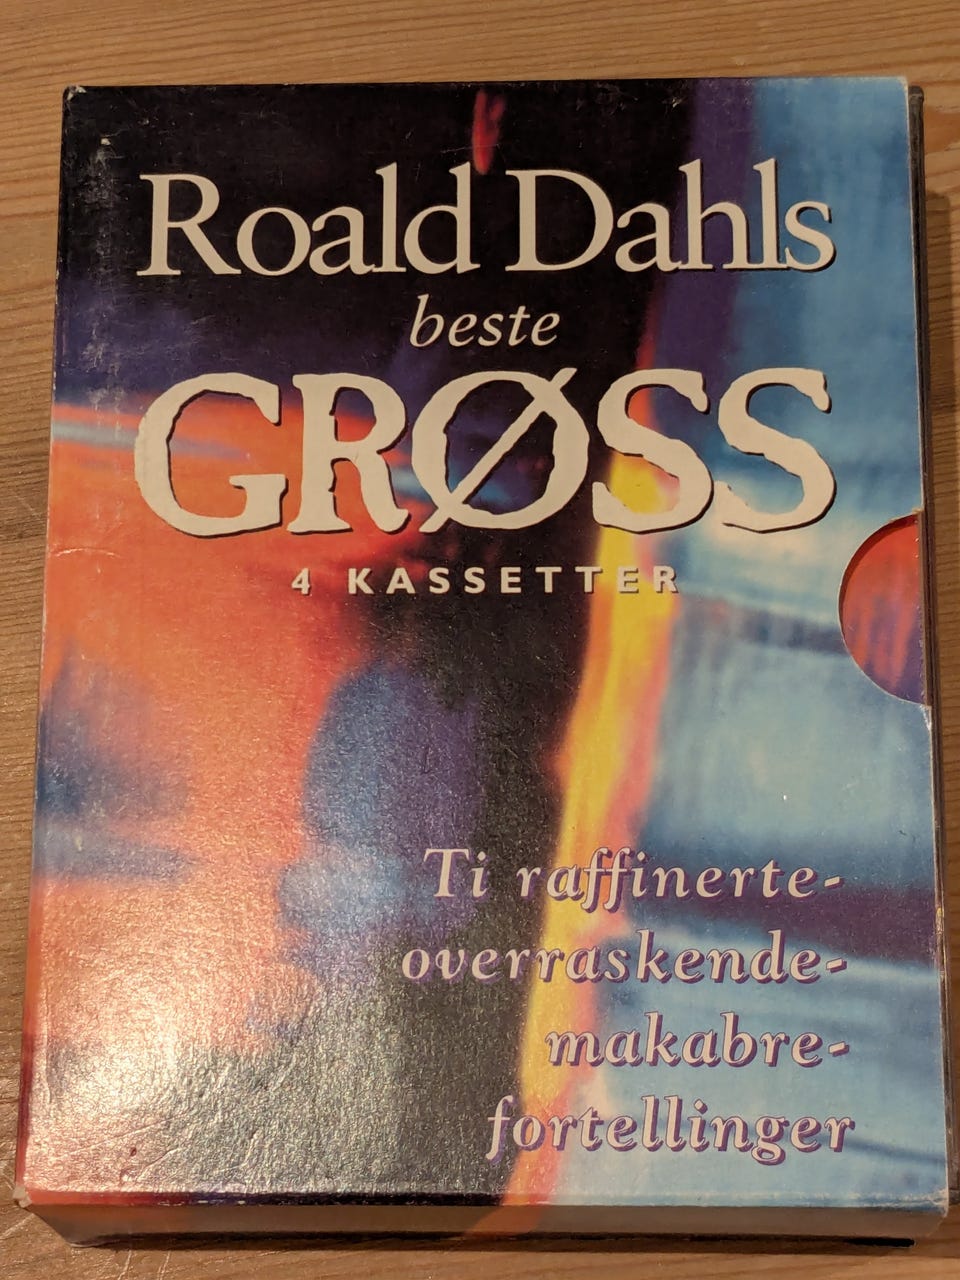 Roald Dahls
beste
GRØSS
4 KASSETTER
Ti raffinerte-
overraskende-
makabre-
fortellinger